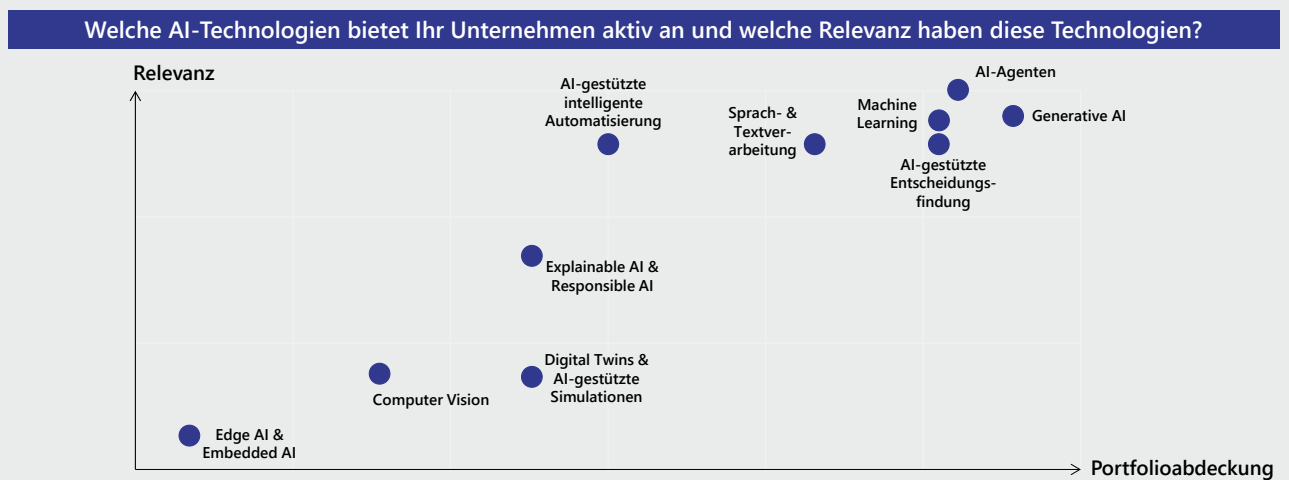 Welche AI-Technologien bietet Ihr Unternehmen aktiv an und welche Relevanz haben diese Technologien?
Relevanz
AI-Agenten
AI-gestützte
intelligente
Automatisierung
Sprach- &
Textver-
arbeitung
Machine
Learning
Generative AI
AI-gestützte
Entscheidungs-
findung
Explainable AI &
Responsible AI
Digital Twins &
AI-gestützte
Simulationen
Computer Vision
Edge AI &
Embedded AI
Portfolioabdeckung